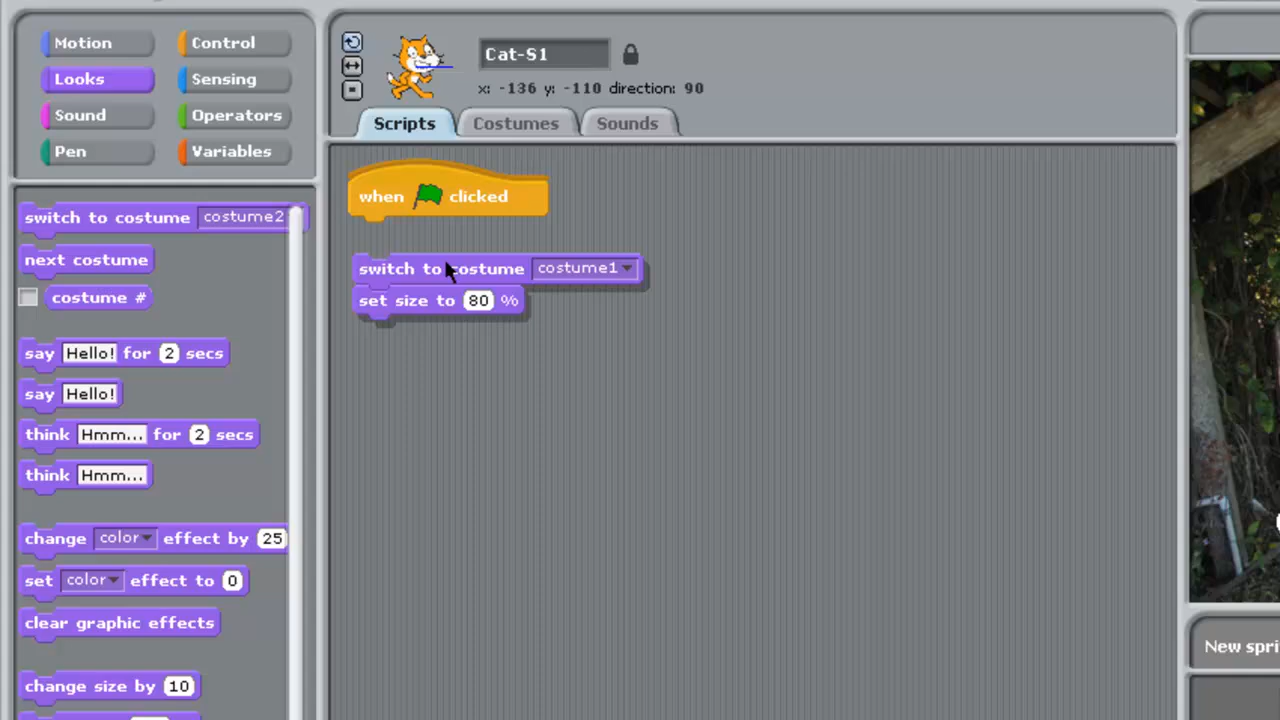 Motion
Control
Looks
Sensing
Sound
Operators
Pen
Variables
switch to costume costume2
next costume
costume #
say Hello! for 2 secs
say Hello!
think Hmm... for 2 secs
think Hmm...
change color effect by 25
set color effect to 0
clear graphic effects
change size by 10
Cat-S1
x: -136 y: -110 direction: 90
Scripts
Costumes
Sounds
when clicked
switch to costume costume1
set size to 80 %
New spri